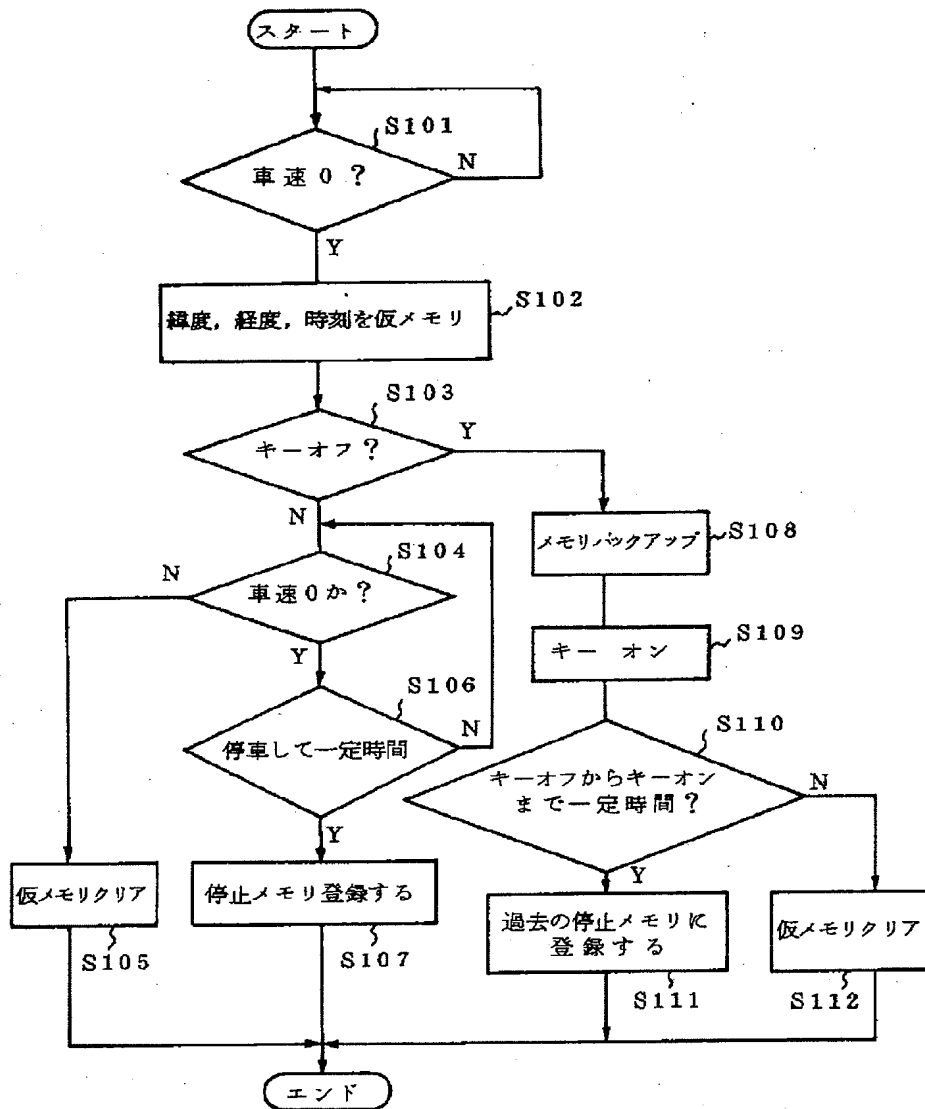 スタート
S101
車速0?
N
Y
S102
緯度,経度,時刻を仮メモリ
S103
キーオフ?
Y
N
S108
メモリバックアップ
S104
N
車速0か?
Y
S109
キー オン
S106
停車して一定時間
N
Y
S110
キーオフからキーオン
まで一定時間?
N
Y
仮メモリクリア
S105
停止メモリ登録する
S107
過去の停止メモリに
登録する
S111
仮メモリクリア
S112
エンド